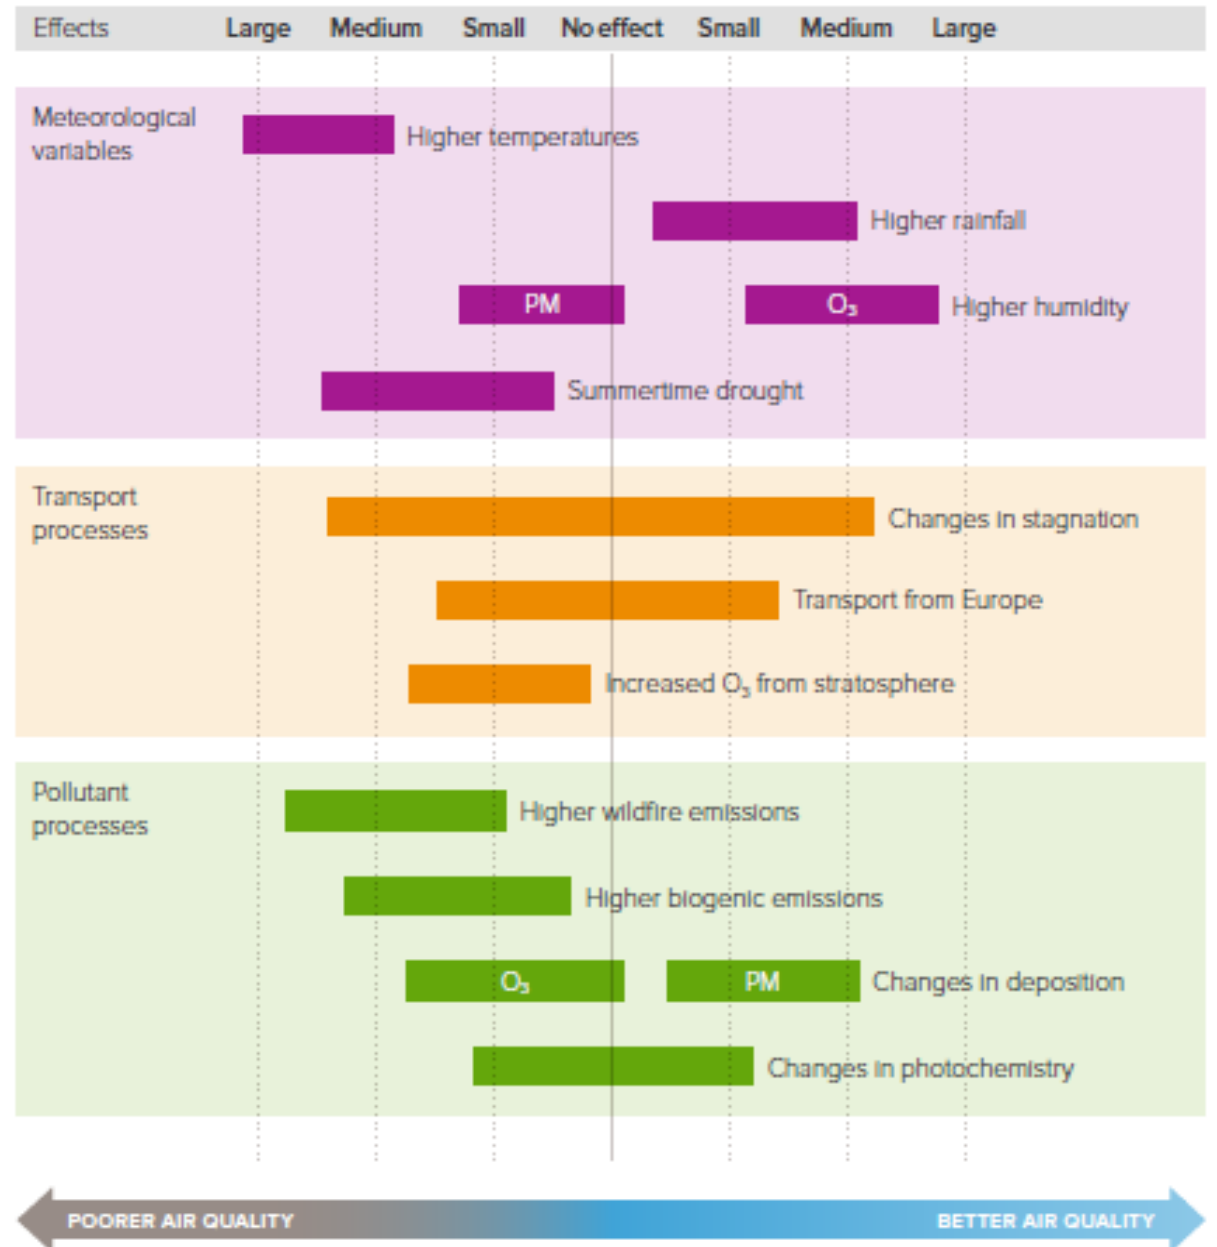 Effects Large Medium Small No effect Small Medium Large
Meteorological
variables
Higher temperatures
Higher rainfall
PM O₃ Higher humidity
Summertime drought
Transport
processes
Changes in stagnation
Transport from Europe
Increased O₃ from stratosphere
Pollutant
processes
Higher wildfire emissions
Higher biogenic emissions
O₃ PM Changes in deposition
Changes in photochemistry
POORER AIR QUALITY BETTER AIR QUALITY